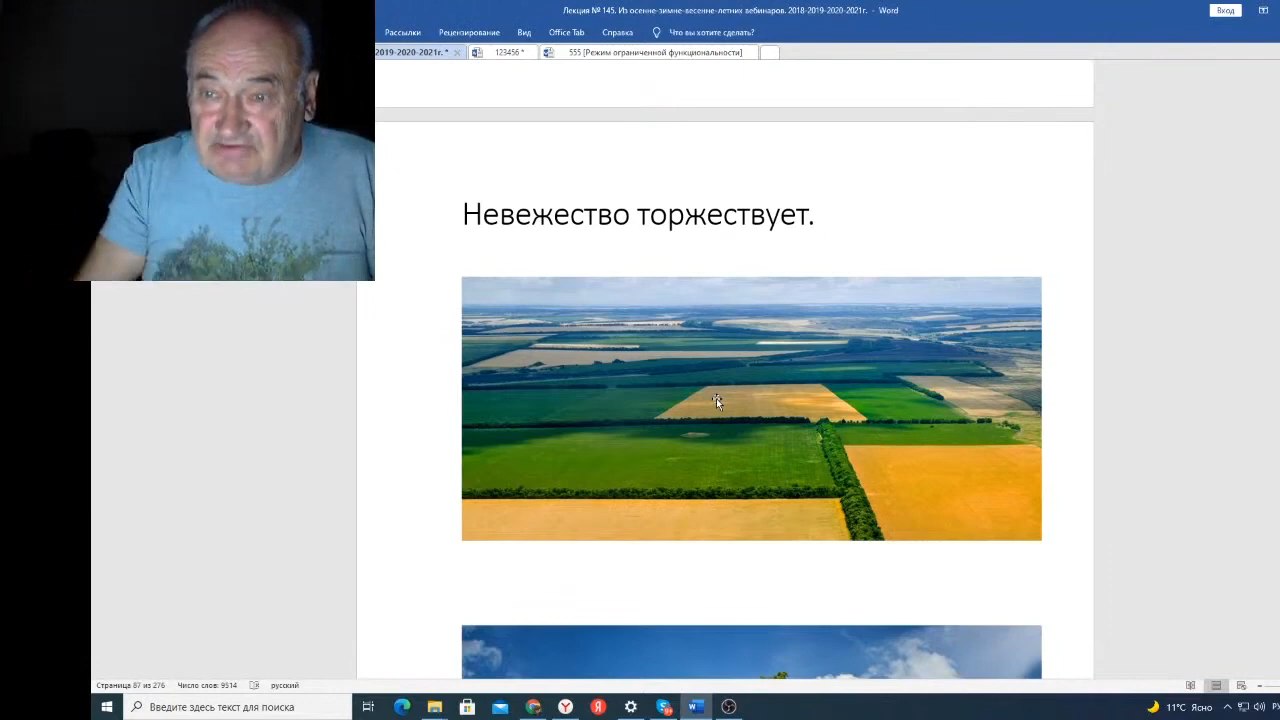 Лекция № 145. Из осенне-зимне-весенне-летних вебинаров. 2018-2019-2020-2021г. - Word
Вход
Рассылки Рецензирование Вид Office Tab Справка Что вы хотите сделать?
2019-2020-2021г. * 123456 * 555 [Режим ограниченной функциональности]
Невежество торжествует.
Страница 87 из 276 Число слов: 9514 русский
Введите здесь текст для поиска
11°C Ясно